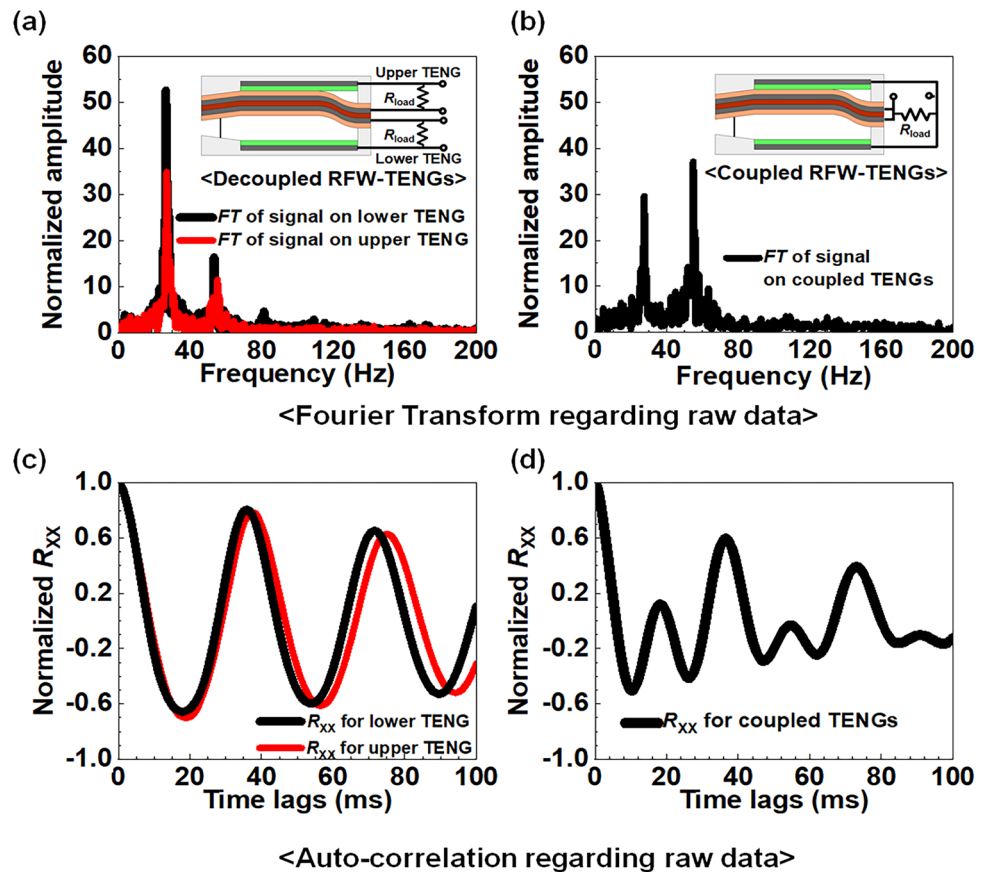 (a)
60
50
40
30
20
10
0
Normalized amplitude
Upper TENG
Rload
Rload
Lower TENG
<Decoupled RFW-TENGs>
FT of signal on lower TENG
FT of signal on upper TENG
0 40 80 120 160 200
Frequency (Hz)
(b)
60
50
40
30
20
10
0
Normalized amplitude
Rload
<Coupled RFW-TENGs>
FT of signal
on coupled TENGs
0 40 80 120 160 200
Frequency (Hz)
<Fourier Transform regarding raw data>
(c)
1.0
0.6
0.2
-0.2
-0.6
-1.0
Normalized RXX
RXX for lower TENG
RXX for upper TENG
0 20 40 60 80 100
Time lags (ms)
(d)
1.0
0.6
0.2
-0.2
-0.6
-1.0
Normalized RXX
RXX for coupled TENGs
0 20 40 60 80 100
Time lags (ms)
<Auto-correlation regarding raw data>